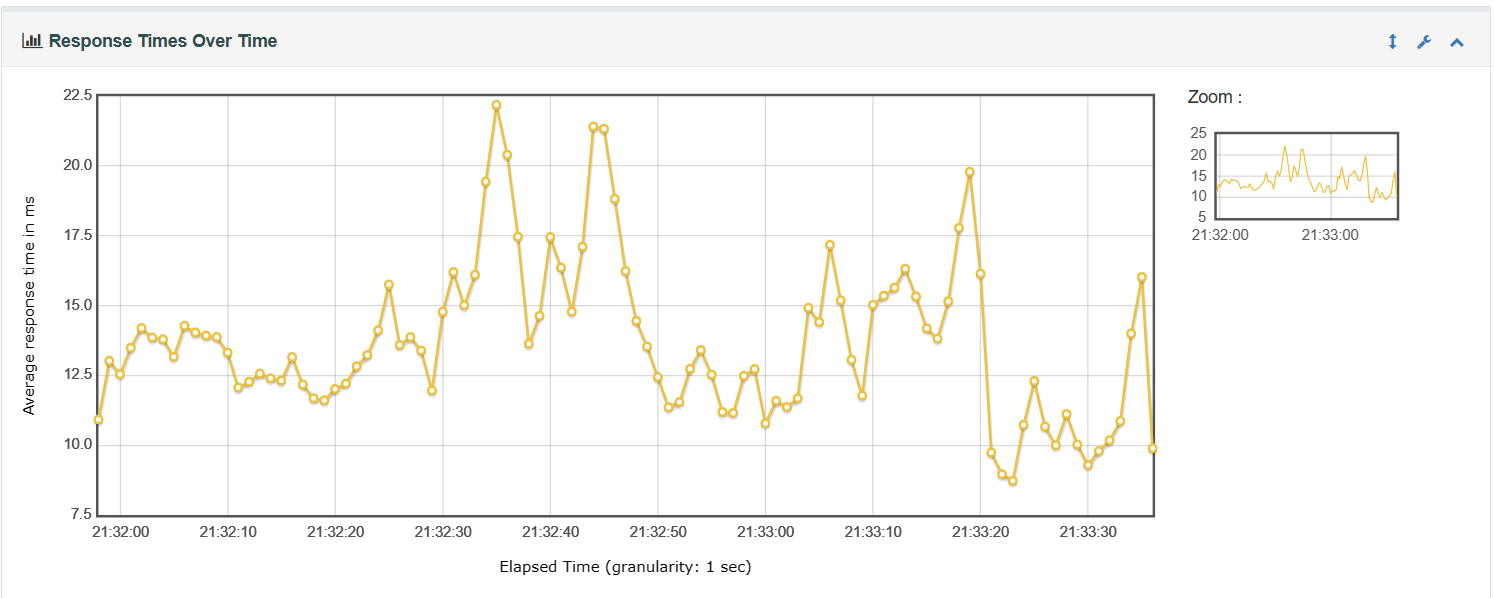 Response Times Over Time
22.5
20.0
17.5
15.0
12.5
10.0
7.5
Average response time in ms
21:32:00 21:32:10 21:32:20 21:32:30 21:32:40 21:32:50 21:33:00 21:33:10 21:33:20 21:33:30
Elapsed Time (granularity: 1 sec)
Zoom :
25
20
15
10
5
21:32:00 21:33:00